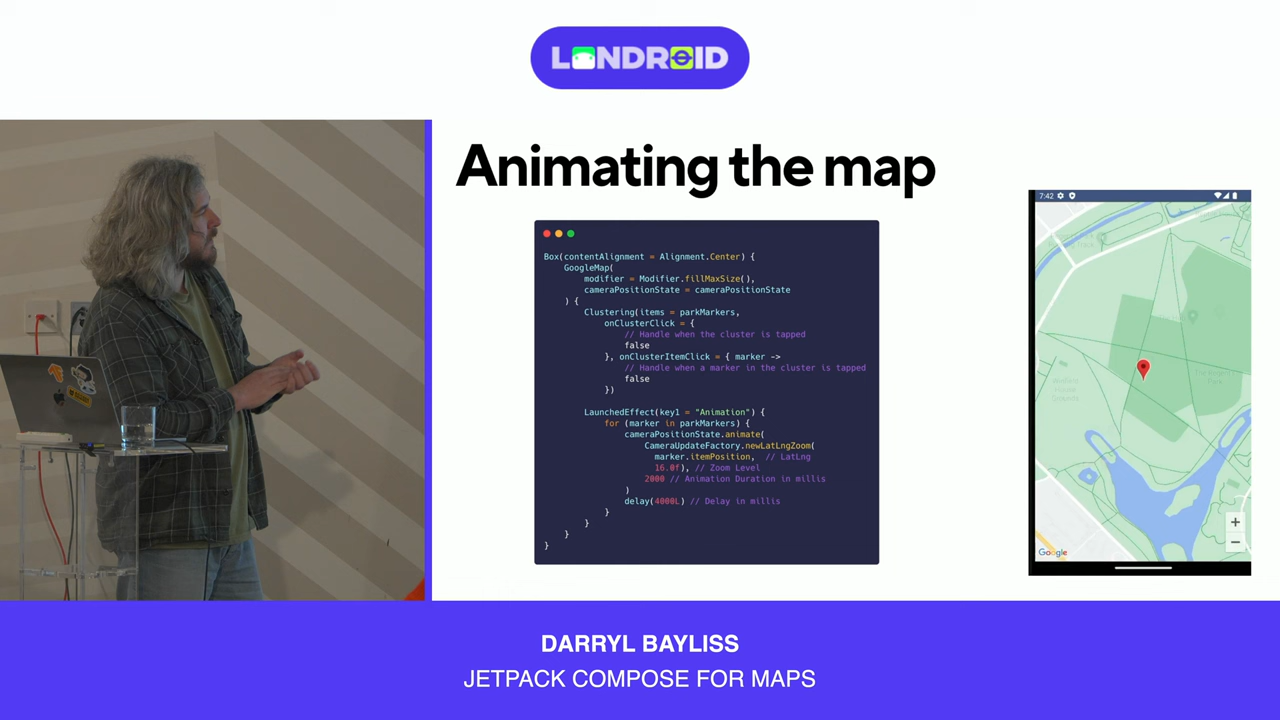 LONDROID
Animating the map
Box(contentAlignment = Alignment.Center) {
    GoogleMap(
        modifier = Modifier.fillMaxSize(),
        cameraPositionState = cameraPositionState
    ) {
        Clustering(items = parkMarkers,
            onClusterClick = {
                // Handle when the cluster is tapped
                false
            }, onClusterItemClick = { marker ->
                // Handle when a marker in the cluster is tapped
                false
            })
        LaunchedEffect(key1 = "Animation") {
            for (marker in parkMarkers) {
                cameraPositionState.animate(
                    CameraUpdateFactory.newLatLngZoom(
                      marker.itemPosition,  // LatLng
                      16.0f), // Zoom Level
                    2000 // Animation Duration in millis
                )
                delay(4000L) // Delay in millis
            }
        }
    }
}
7:42
+
−
Google
DARRYL BAYLISS
JETPACK COMPOSE FOR MAPS